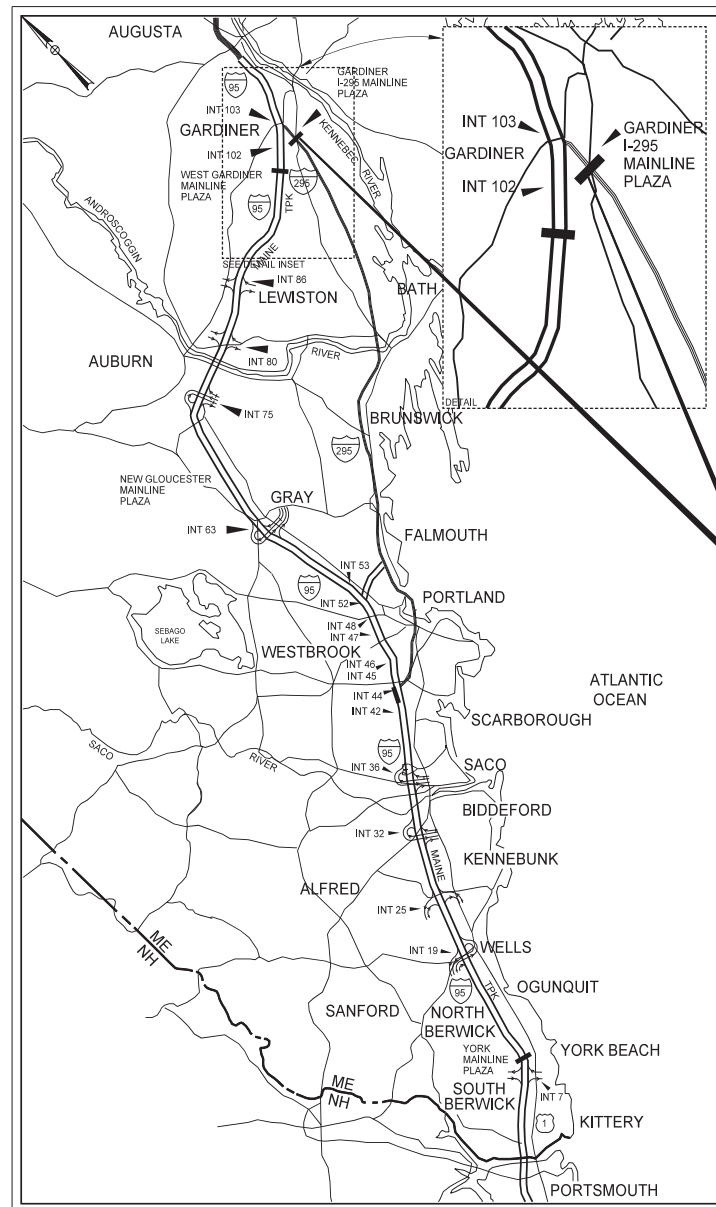 AUGUSTA
95
GARDINER
I-295 MAINLINE
PLAZA
INT 103
GARDINER
KENNEBEC
RIVER
INT 102
WEST GARDINER
MAINLINE
PLAZA
295
95
TPK
MAINE
ANDROSCOGGIN
SEE DETAIL INSET
INT 86
LEWISTON
BATH
AUBURN
RIVER
INT 80
INT 75
BRUNSWICK
295
NEW GLOUCESTER
MAINLINE
PLAZA
GRAY
INT 63
FALMOUTH
INT 53
95
INT 52
PORTLAND
INT 48
INT 47
SEBAGO
LAKE
WESTBROOK
INT 46
INT 45
INT 44
INT 42
ATLANTIC
OCEAN
SCARBOROUGH
SACO
RIVER
95
INT 36
SACO
BIDDEFORD
INT 32
MAINE
KENNEBUNK
ALFRED
INT 25
INT 19
WELLS
95
TPK
OGUNQUIT
ME
NH
SANFORD
NORTH
BERWICK
YORK
MAINLINE
PLAZA
YORK BEACH
ME
NH
SOUTH
BERWICK
INT 7
1
KITTERY
PORTSMOUTH
INT 103
GARDINER
INT 102
GARDINER
I-295
MAINLINE
PLAZA
DETAIL